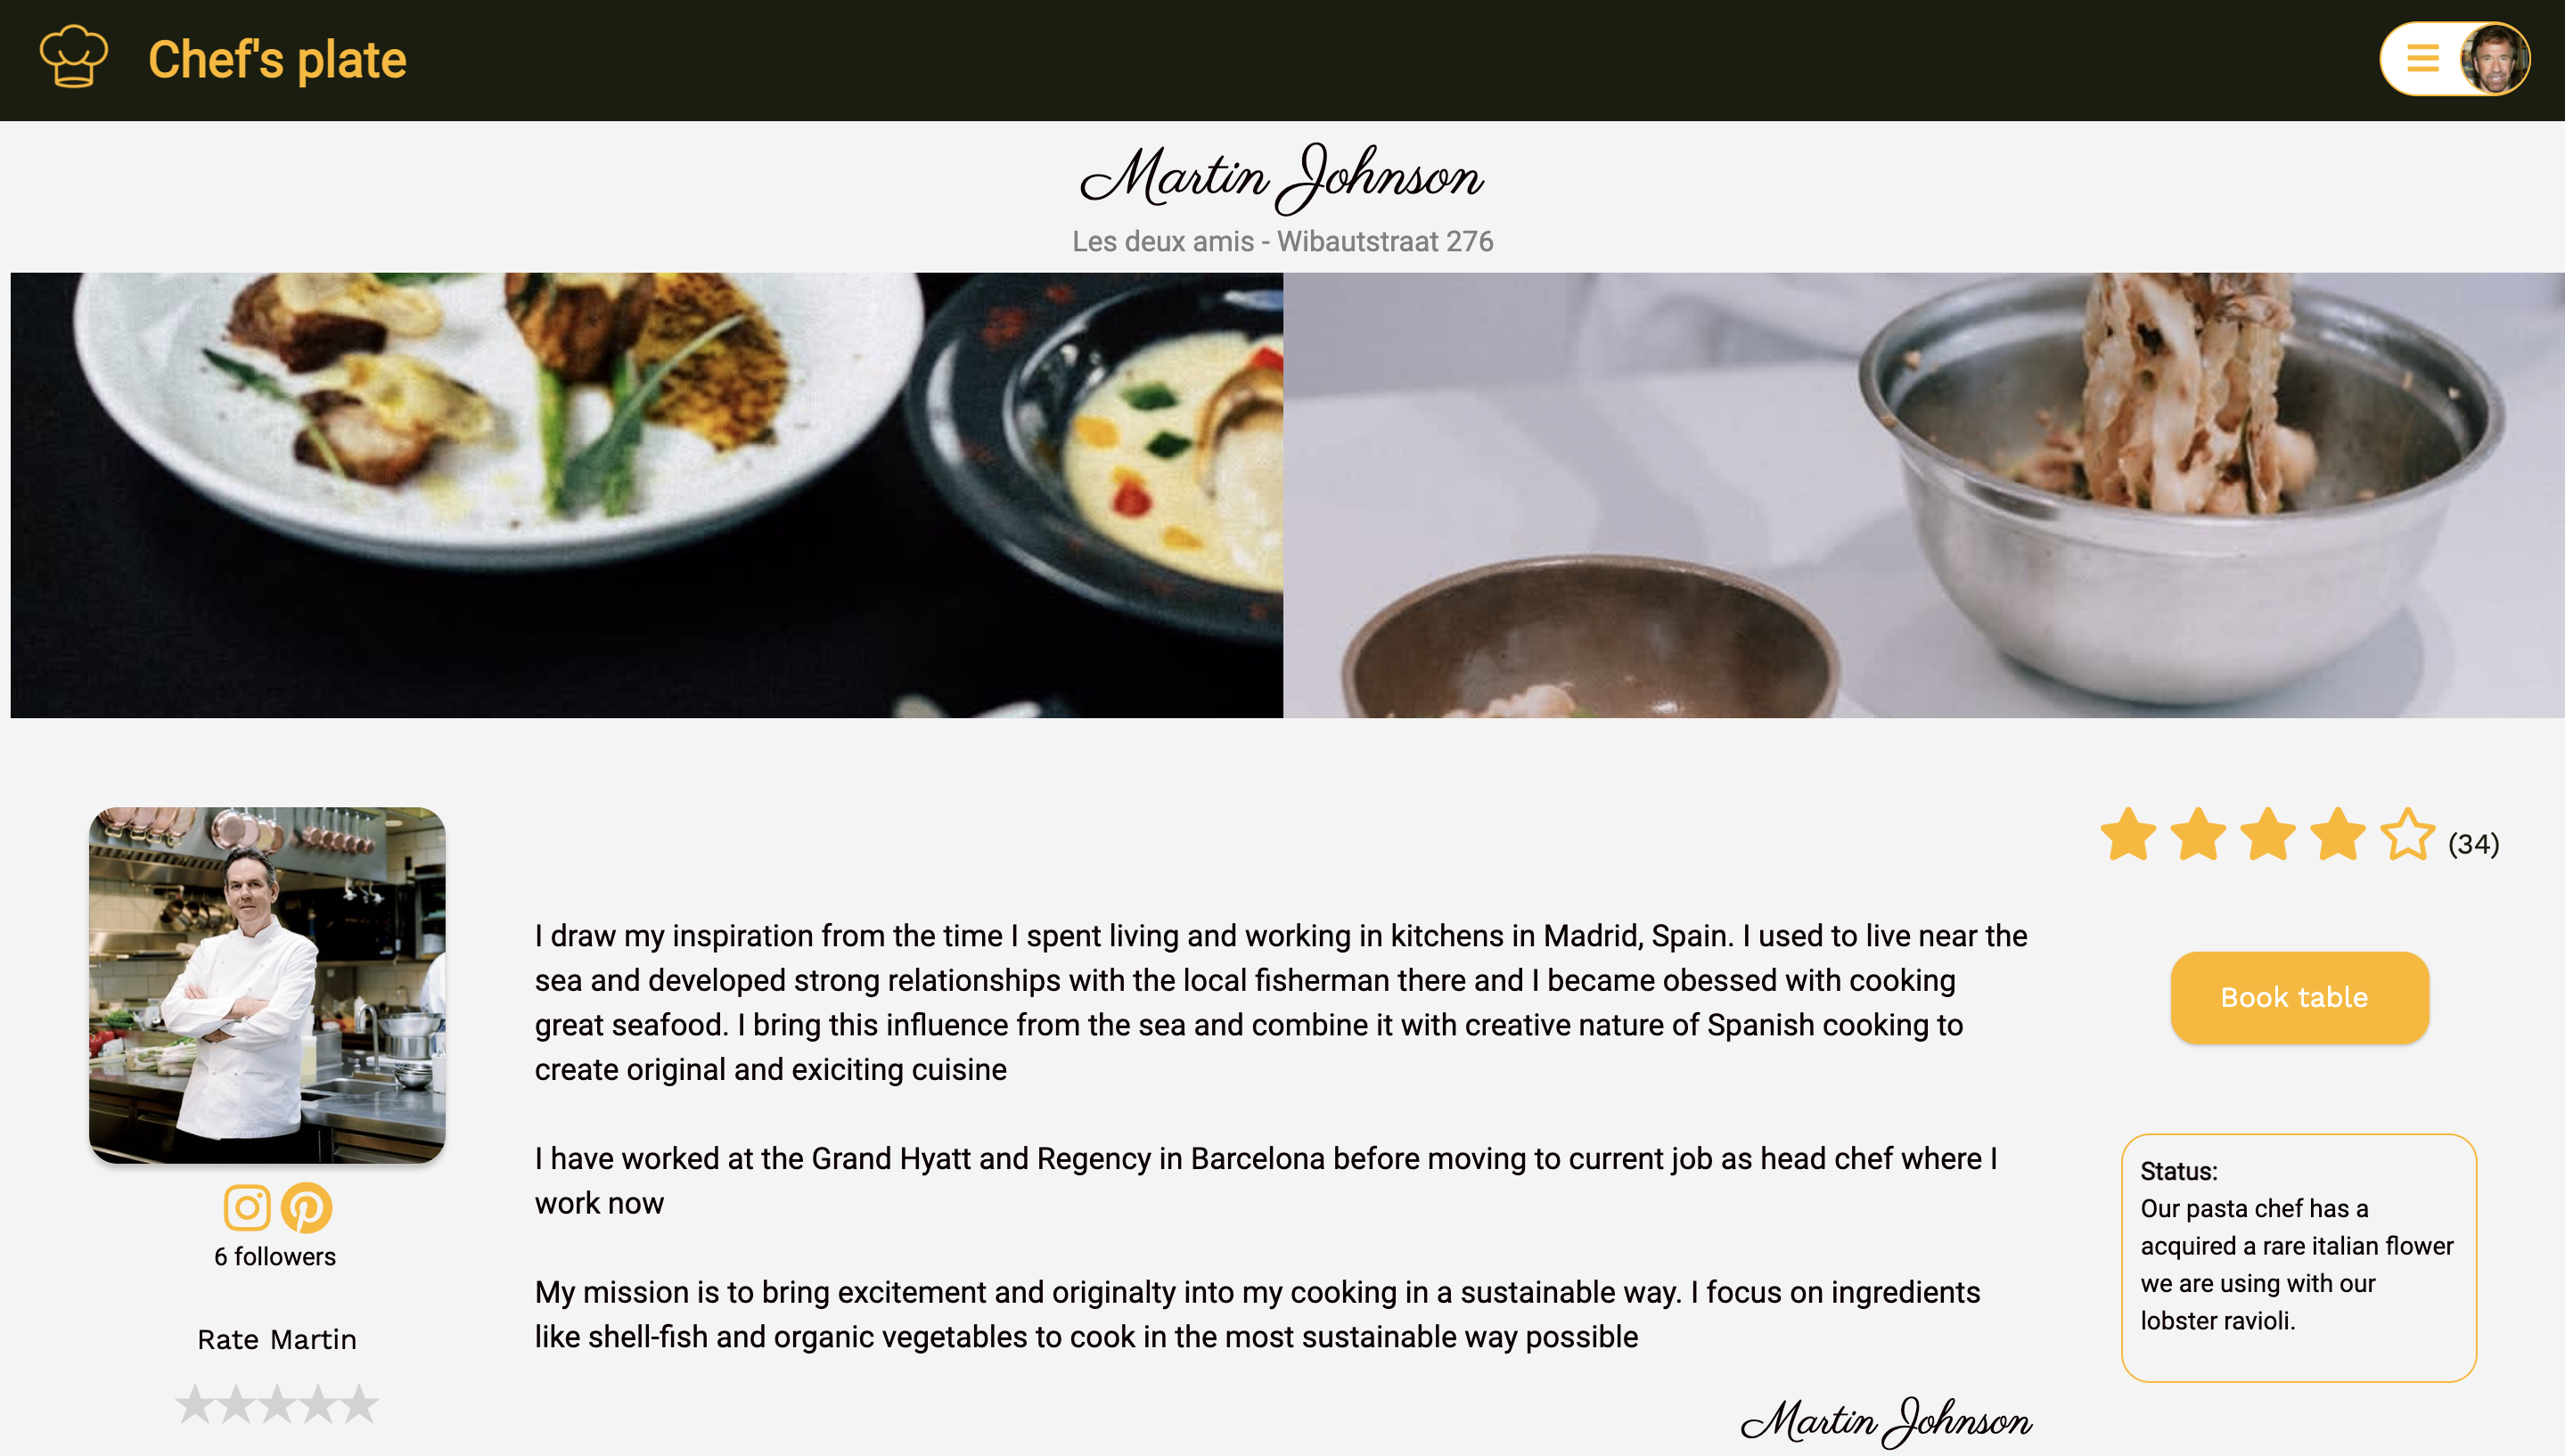 Chef's plate
Martin Johnson
Les deux amis - Wibautstraat 276
(34)
I draw my inspiration from the time I spent living and working in kitchens in Madrid, Spain. I used to live near the
sea and developed strong relationships with the local fisherman there and I became obessed with cooking
great seafood. I bring this influence from the sea and combine it with creative nature of Spanish cooking to
create original and exiciting cuisine
I have worked at the Grand Hyatt and Regency in Barcelona before moving to current job as head chef where I
work now
My mission is to bring excitement and originalty into my cooking in a sustainable way. I focus on ingredients
like shell-fish and organic vegetables to cook in the most sustainable way possible
Martin Johnson
6 followers
Rate Martin
Book table
Status:
Our pasta chef has a
acquired a rare italian flower
we are using with our
lobster ravioli.